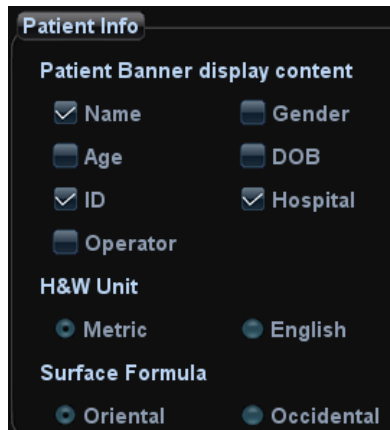 Patient Info
Patient Banner display content
Name Gender
Age DOB
ID Hospital
Operator
H&W Unit
Metric English
Surface Formula
Oriental Occidental